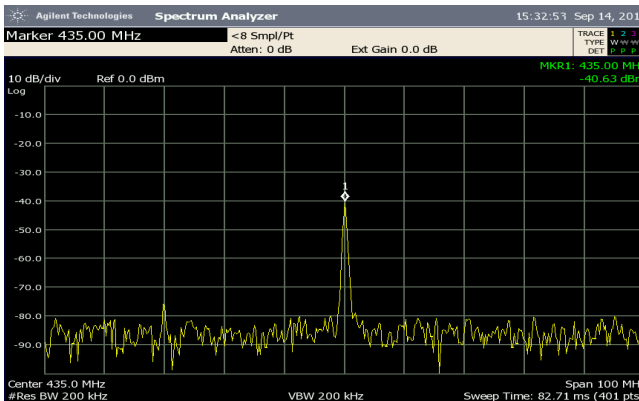 Agilent Technologies Spectrum Analyzer 15:32:53 Sep 14, 201
Marker 435.00 MHz <8 Smpl/Pt
Atten: 0 dB Ext Gain 0.0 dB
TRACE 1 2 3
TYPE W W W
DET P P P
MKR1: 435.00 MH
-40.63 dBr
10 dB/div Ref 0.0 dBm
Log
-10.0
-20.0
-30.0
-40.0
-50.0
-60.0
-70.0
-80.0
-90.0
1
Center 435.0 MHz Span 100 MH
#Res BW 200 kHz VBW 200 kHz Sweep Time: 82.71 ms (401 pts